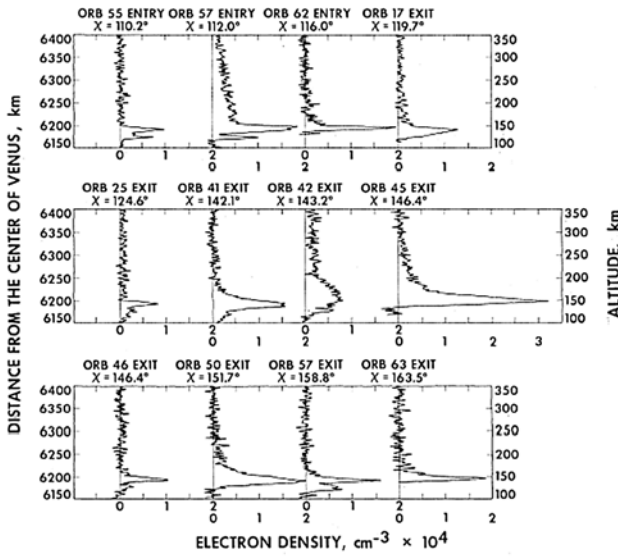 ORB 55 ENTRY ORB 57 ENTRY ORB 62 ENTRY ORB 17 EXIT
X = 110.2° X = 112.0° X = 116.0° X = 119.7°
6400 350
6300 300
6300 250
6250 200
6200 150
6150 100
0 1 0 1 2 0 1 2 0 1 2
ORB 25 EXIT ORB 41 EXIT ORB 42 EXIT ORB 45 EXIT
X = 124.6° X = 142.1° X = 143.2° X = 146.4°
6400 350
6350 300
6300 250
6250 200
6200 150
6150 100
0 1 0 1 2 0 1 2 0 1 2 3
ORB 46 EXIT ORB 50 EXIT ORB 57 EXIT ORB 63 EXIT
X = 146.4° X = 151.7° X = 158.8° X = 163.5°
6400 350
6350 300
6300 250
6250 200
6200 150
6150 100
0 1 0 1 2 0 1 2 0 1 2
DISTANCE FROM THE CENTER OF VENUS, km
ALTITUDE, km
ELECTRON DENSITY, cm⁻³ × 10⁴